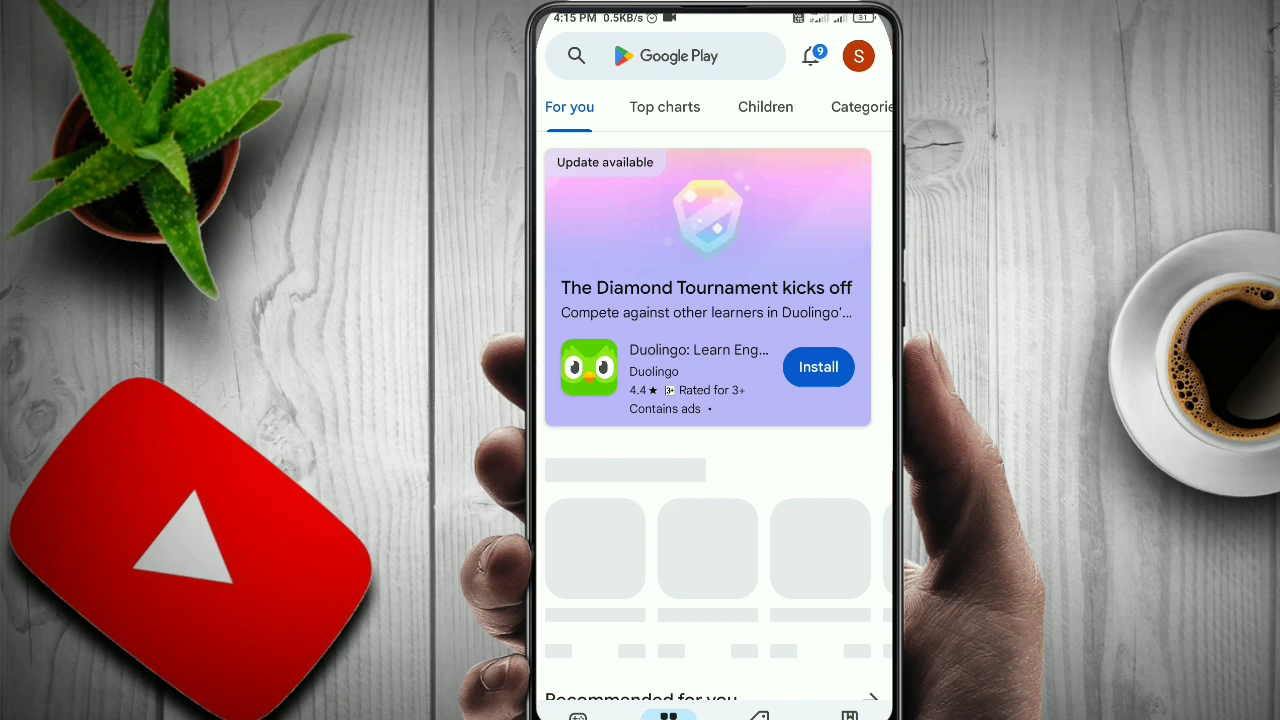 4:15 PM 0.5KB/s 31
Google Play
9
S
For you Top charts Children Categorie
Update available
The Diamond Tournament kicks off
Compete against other learners in Duolingo'...
Duolingo: Learn Eng...
Duolingo
4.4★ 3+ Rated for 3+
Contains ads •
Install
Recommended for you